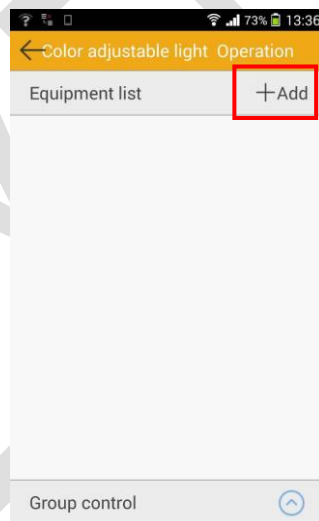 73% 13:36
Color adjustable light Operation
Equipment list +Add
Group control